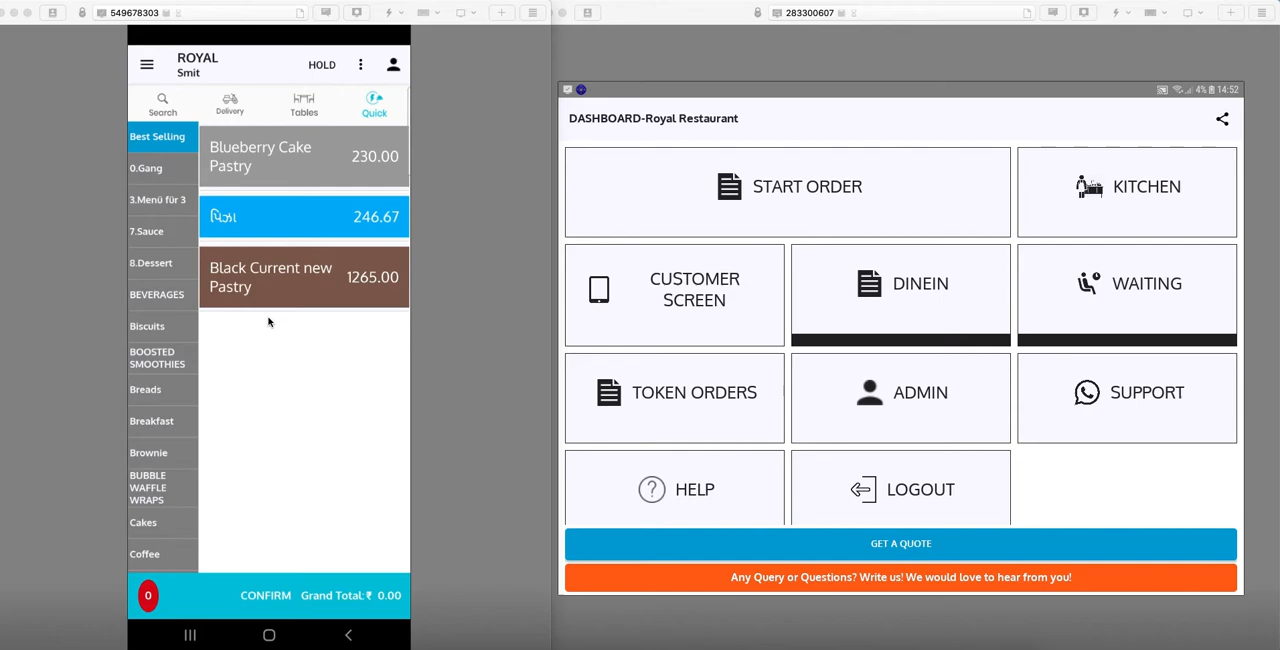 549678303
ROYAL
Smit
HOLD
Search
Delivery
Tables
Quick
Best Selling
0.Gang
3.Menü für 3
7.Sauce
8.Dessert
BEVERAGES
Biscuits
BOOSTED
SMOOTHIES
Breads
Breakfast
Brownie
BUBBLE
WAFFLE
WRAPS
Cakes
Coffee
Blueberry Cake
Pastry
230.00
પિઝા
246.67
Black Current new
Pastry
1265.00
0
CONFIRM
Grand Total:₹ 0.00
283300607
4% 14:52
DASHBOARD-Royal Restaurant
START ORDER
KITCHEN
CUSTOMER
SCREEN
DINEIN
WAITING
TOKEN ORDERS
ADMIN
SUPPORT
? HELP
LOGOUT
GET A QUOTE
Any Query or Questions? Write us! We would love to hear from you!